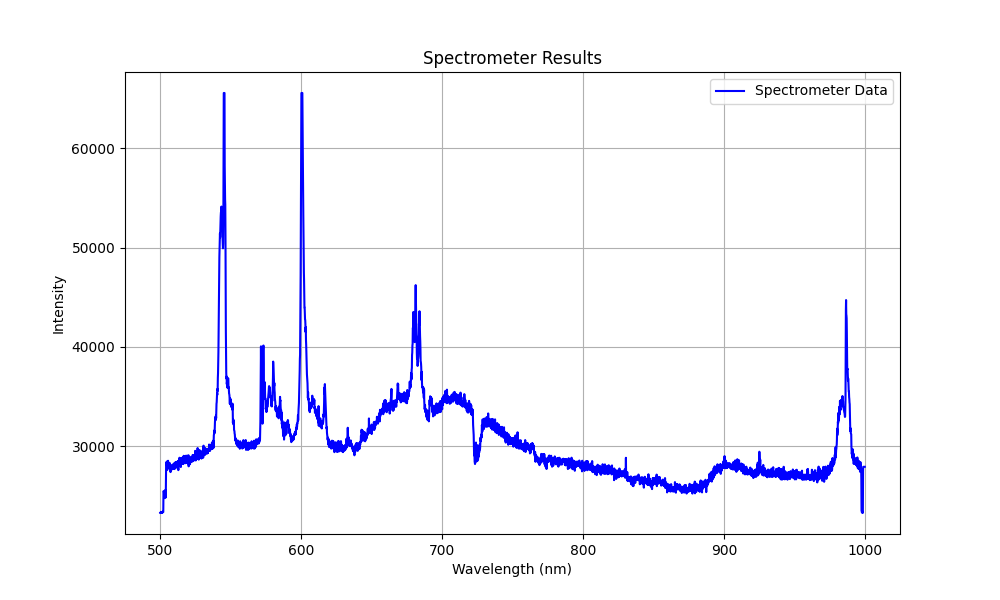 Spectrometer Results
Spectrometer Data
60000
50000
40000
30000
Intensity
500 600 700 800 900 1000
Wavelength (nm)